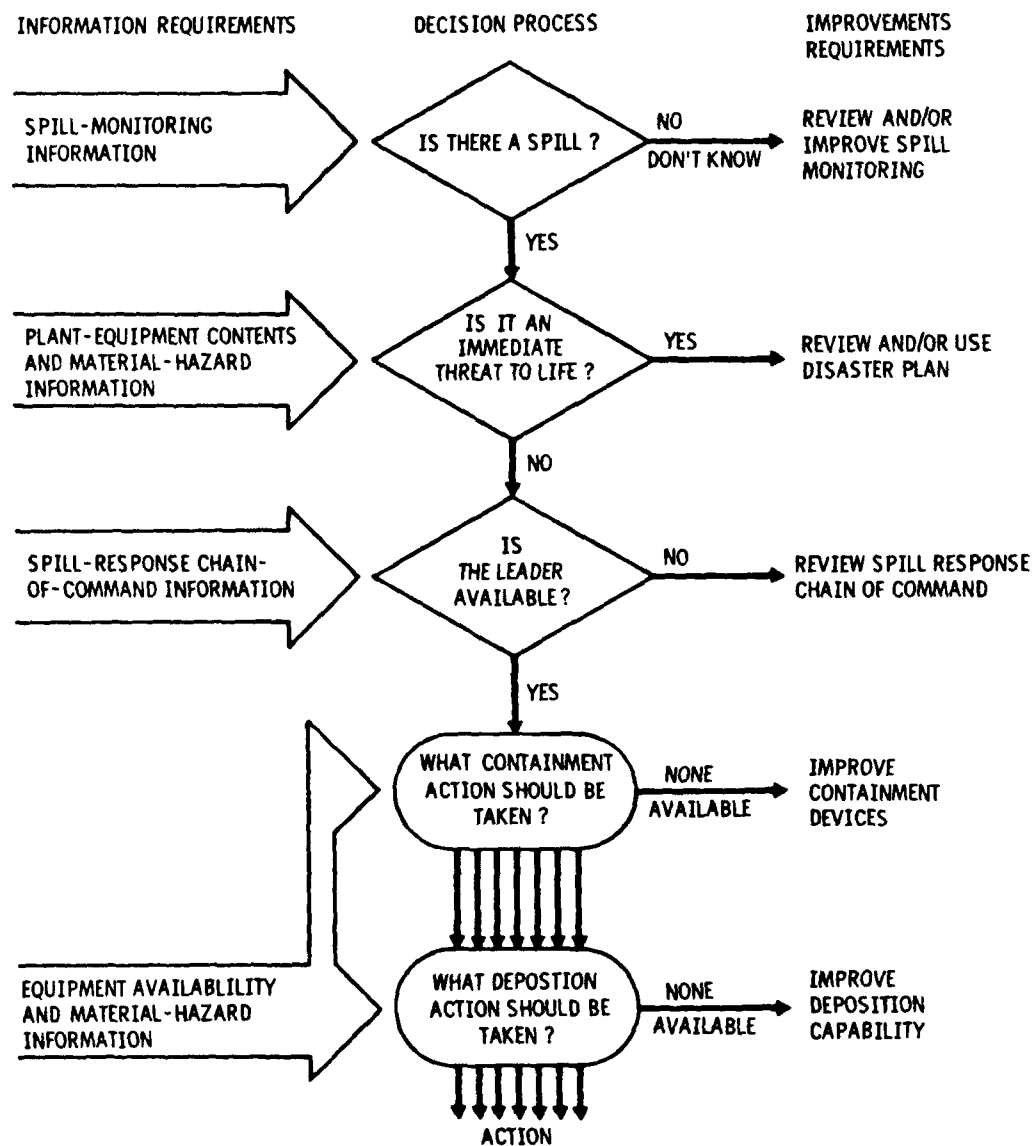 INFORMATION REQUIREMENTS
DECISION PROCESS
IMPROVEMENTS
REQUIREMENTS
SPILL-MONITORING
INFORMATION
IS THERE A SPILL ?
NO
DON'T KNOW
REVIEW AND/OR
IMPROVE SPILL
MONITORING
YES
PLANT-EQUIPMENT CONTENTS
AND MATERIAL-HAZARD
INFORMATION
IS IT AN
IMMEDIATE
THREAT TO LIFE ?
YES
REVIEW AND/OR USE
DISASTER PLAN
NO
SPILL-RESPONSE CHAIN-
OF-COMMAND INFORMATION
IS
THE LEADER
AVAILABLE ?
NO
REVIEW SPILL RESPONSE
CHAIN OF COMMAND
YES
WHAT CONTAINMENT
ACTION SHOULD BE
TAKEN ?
NONE
AVAILABLE
IMPROVE
CONTAINMENT
DEVICES
EQUIPMENT AVAILABLILITY
AND MATERIAL-HAZARD
INFORMATION
WHAT DEPOSTION
ACTION SHOULD BE
TAKEN ?
NONE
AVAILABLE
IMPROVE
DEPOSITION
CAPABILITY
ACTION